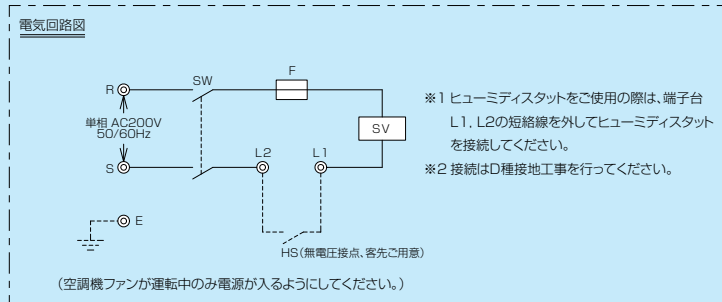 電気回路図
SW
F
R
単相 AC200V
50/60Hz
SV
S
L2
L1
E
HS(無電圧接点、客先ご用意)
(空調機ファンが運転中のみ電源が入るようにしてください。)
※1 ヒューミディスタットをご使用の際は、端子台
L1, L2の短絡線を外してヒューミディスタット
を接続してください。
※2 接続はD種接地工事を行ってください。